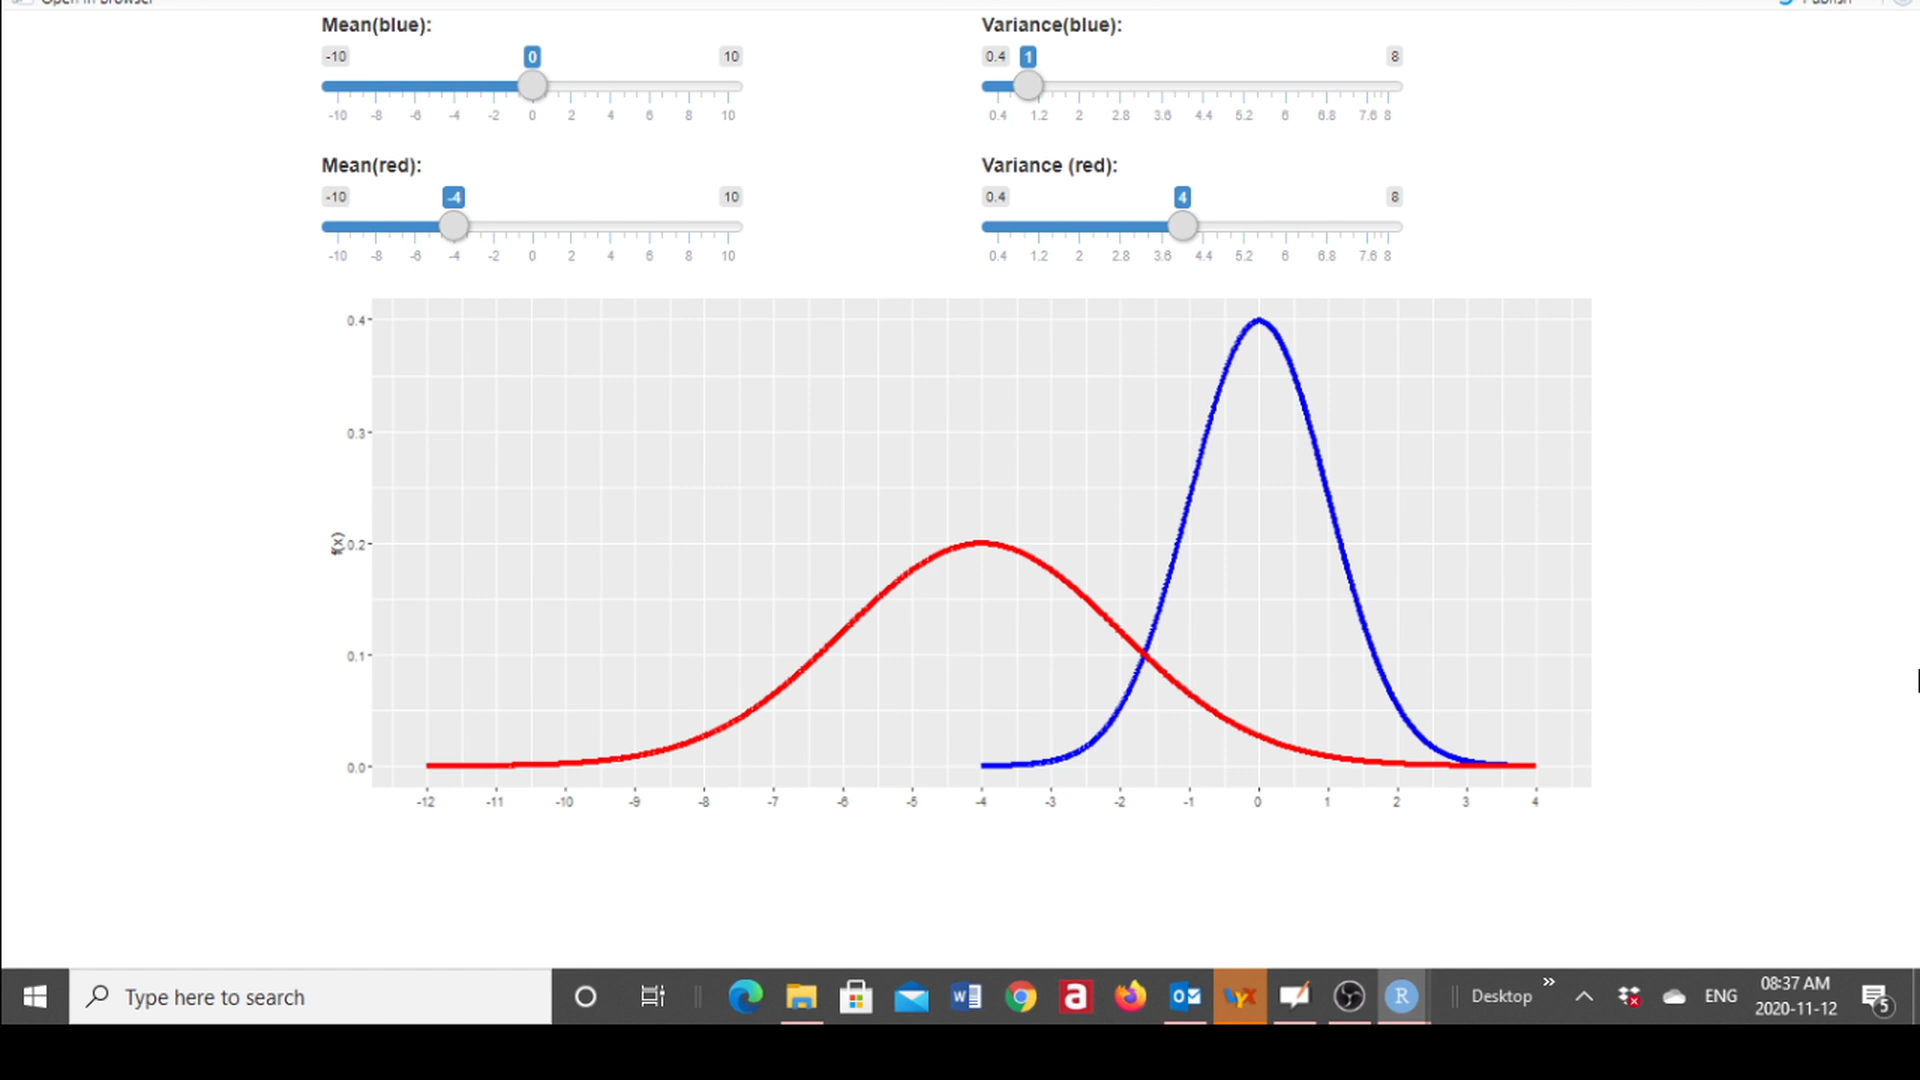 Open in Browser
Publish
Mean(blue):
Variance(blue):
-10 0 10
0.4 1 8
-10 -8 -6 -4 -2 0 2 4 6 8 10
0.4 1.2 2 2.8 3.6 4.4 5.2 6 6.8 7.6 8
Mean(red):
Variance (red):
-10 -4 10
0.4 4 8
-10 -8 -6 -4 -2 0 2 4 6 8 10
0.4 1.2 2 2.8 3.6 4.4 5.2 6 6.8 7.6 8
0.4
0.3
f(x)
0.2
0.1
0.0
-12 -11 -10 -9 -8 -7 -6 -5 -4 -3 -2 -1 0 1 2 3 4
Type here to search
Desktop
ENG
08:37 AM
2020-11-12
5